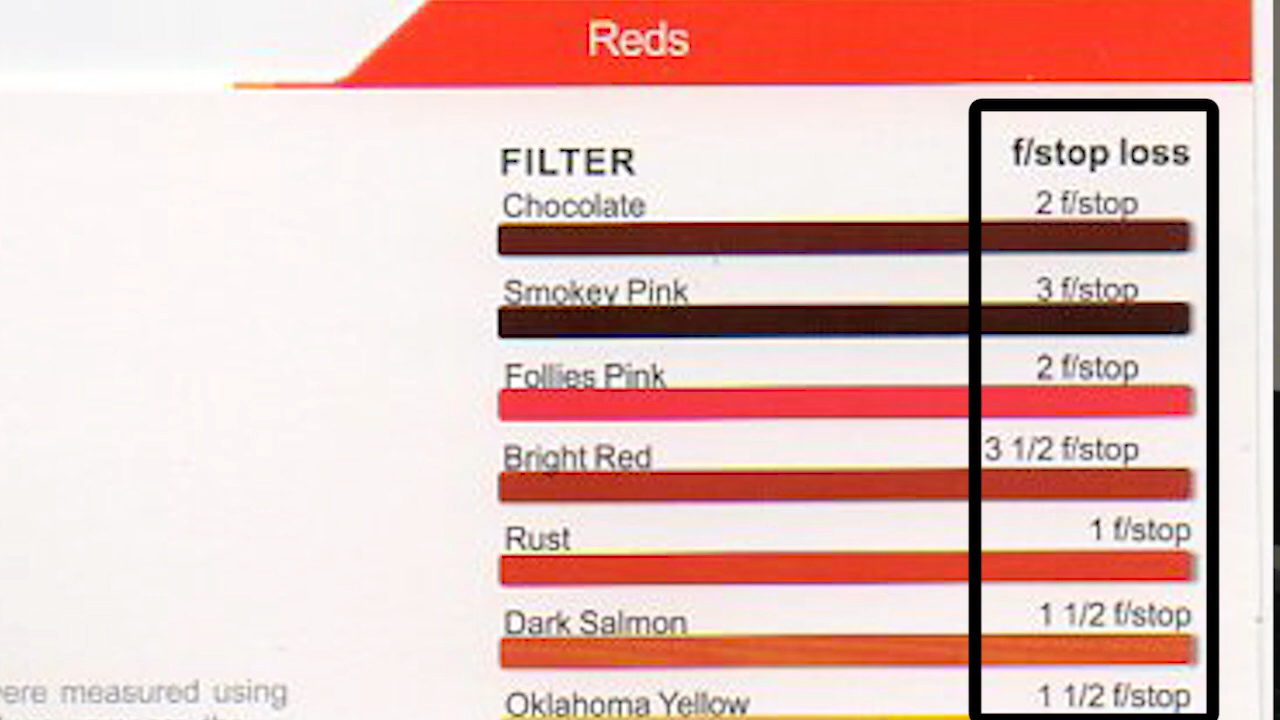 Reds
FILTER f/stop loss
Chocolate 2 f/stop
Smokey Pink 3 f/stop
Follies Pink 2 f/stop
Bright Red 3 1/2 f/stop
Rust 1 f/stop
Dark Salmon 1 1/2 f/stop
Oklahoma Yellow 1 1/2 f/stop
were measured using